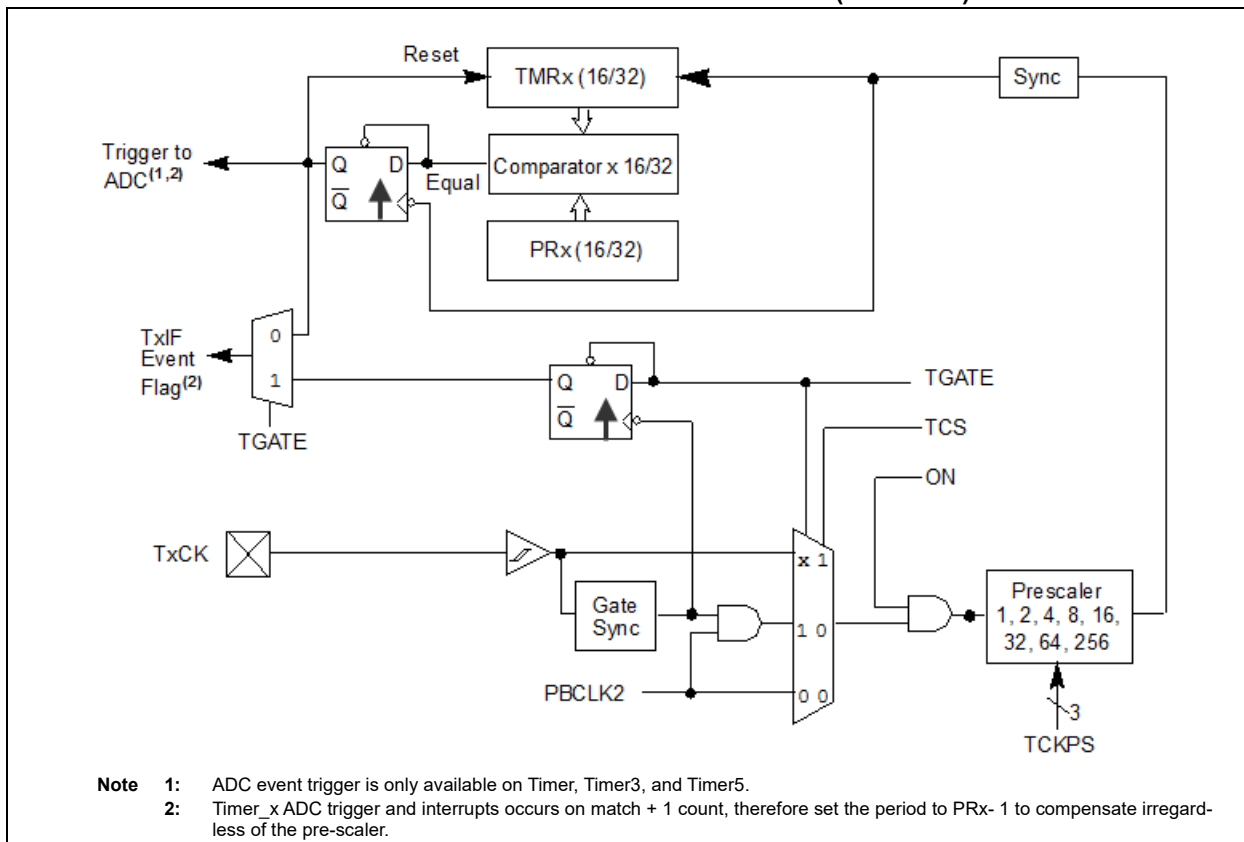 Reset
TMRx (16/32)
Sync
Trigger to
ADC(1,2)
Q D
Q
Equal
Comparator x 16/32
PRx (16/32)
TxIF
Event
Flag(2)
0
1
TGATE
Q D
Q
TGATE
TCS
ON
TxCK
x 1
Gate
Sync
1 0
Prescaler
1, 2, 4, 8, 16,
32, 64, 256
PBCLK2
0 0
3
TCKPS
Note 1: ADC event trigger is only available on Timer, Timer3, and Timer5.
2: Timer_x ADC trigger and interrupts occurs on match + 1 count, therefore set the period to PRx- 1 to compensate irregard-
less of the pre-scaler.